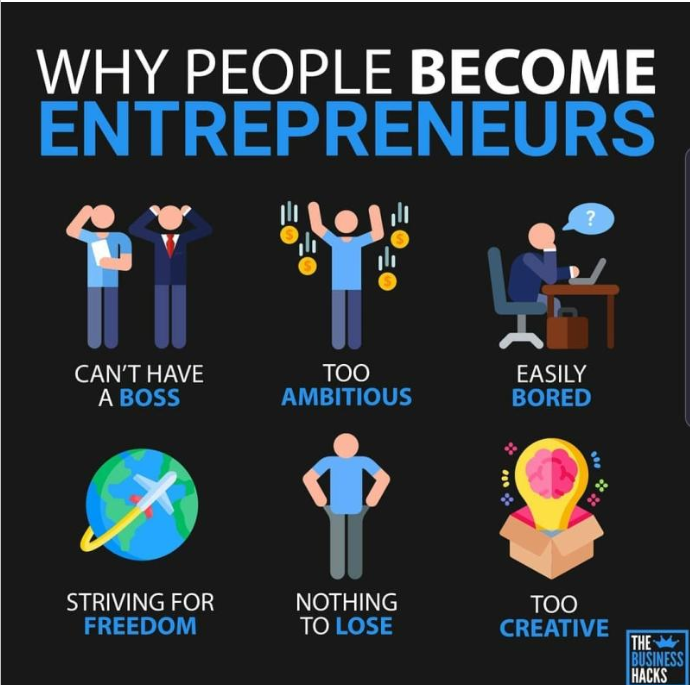 WHY PEOPLE BECOME
ENTREPRENEURS
?
$
$
$
$
CAN'T HAVE
A BOSS
TOO
AMBITIOUS
EASILY
BORED
STRIVING FOR
FREEDOM
NOTHING
TO LOSE
TOO
CREATIVE
THE
BUSINESS
HACKS